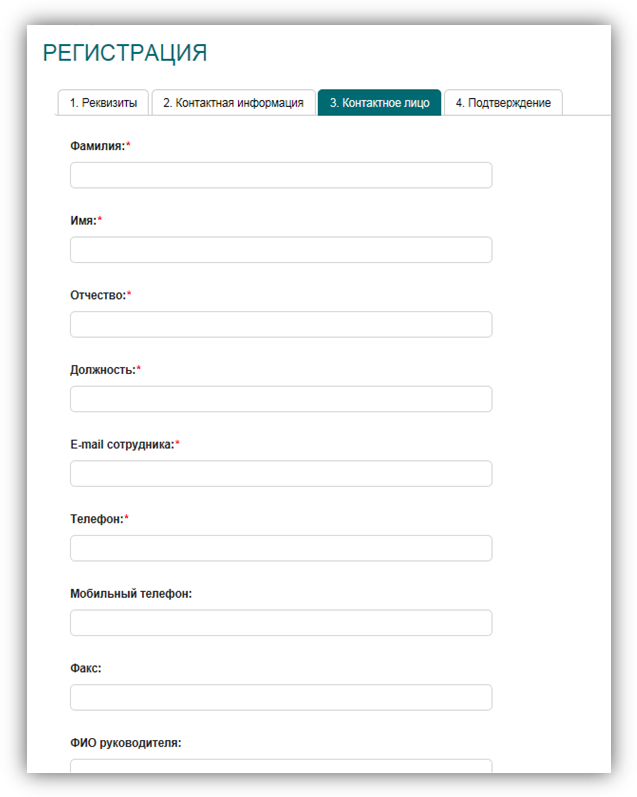 РЕГИСТРАЦИЯ
1. Реквизиты 2. Контактная информация 3. Контактное лицо 4. Подтверждение
Фамилия:*
Имя:*
Отчество:*
Должность:*
E-mail сотрудника:*
Телефон:*
Мобильный телефон:
Факс:
ФИО руководителя: